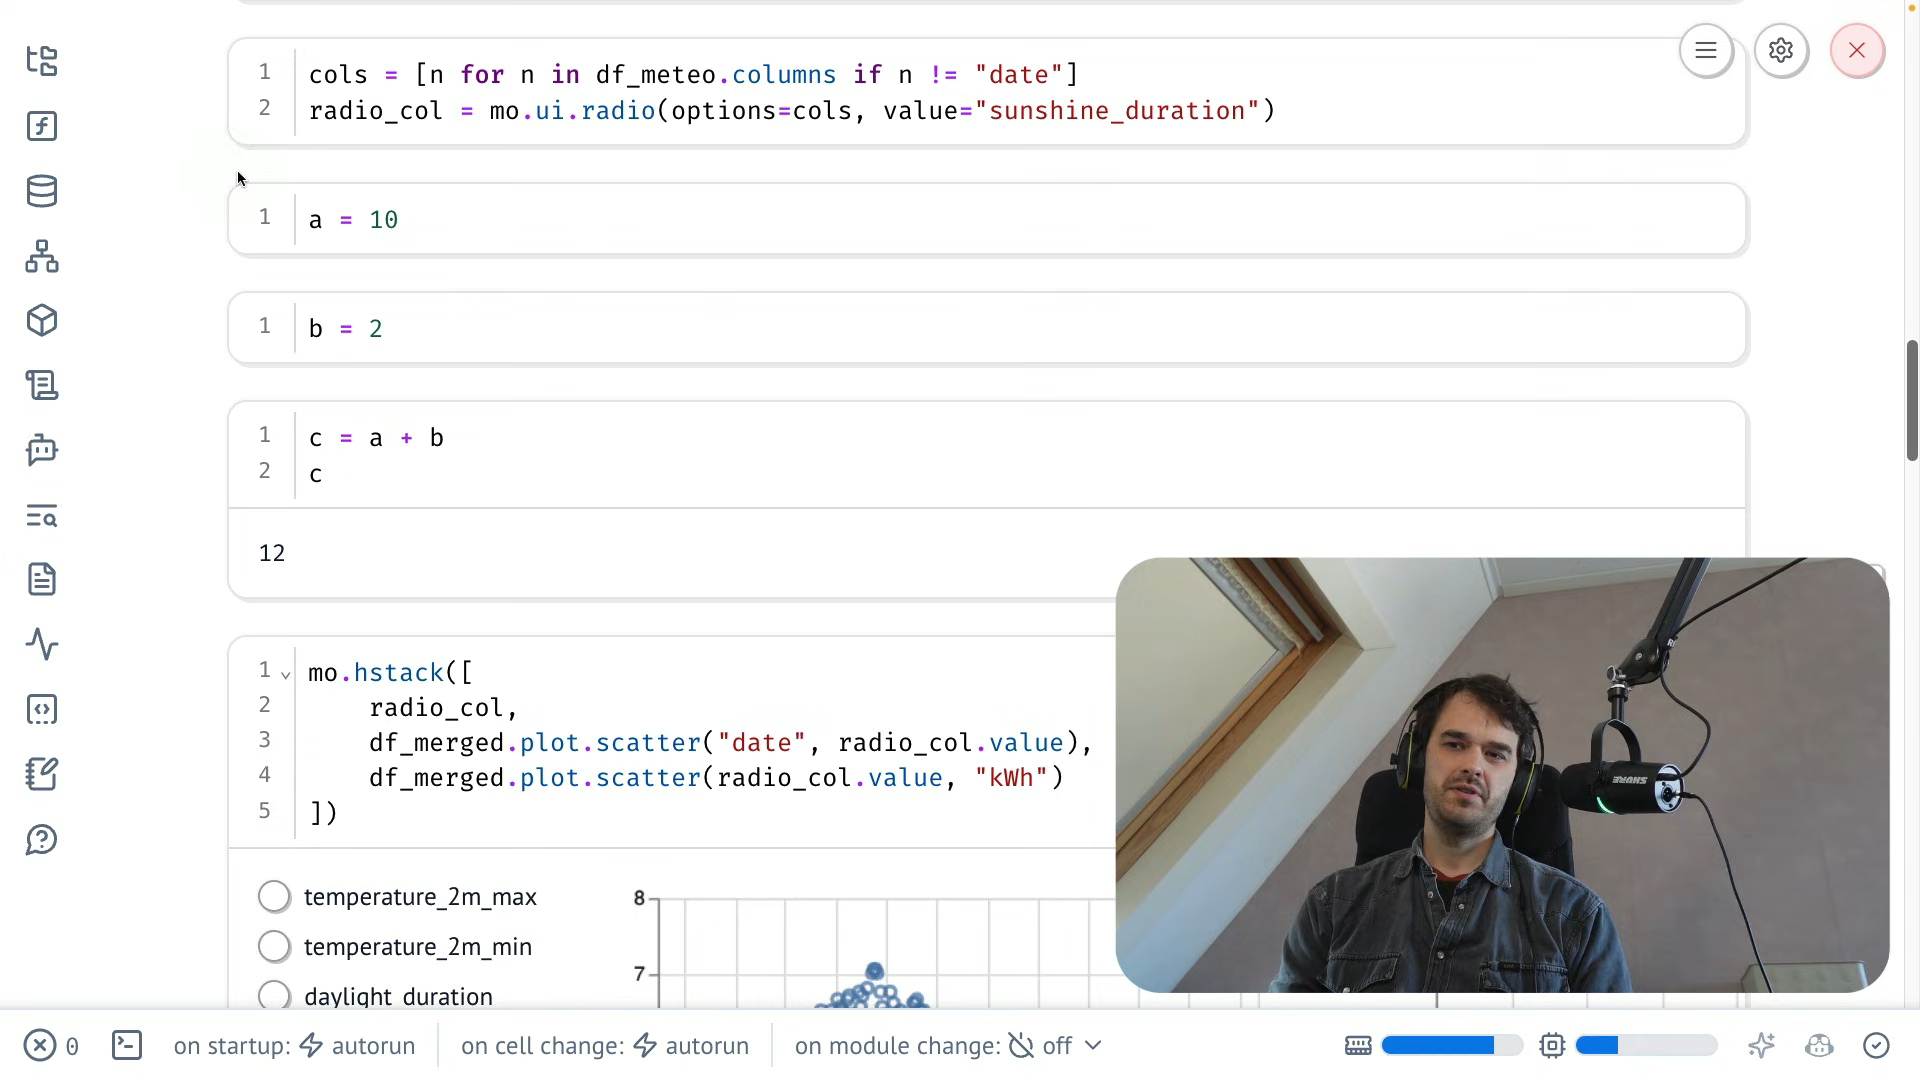 1 cols = [n for n in df_meteo.columns if n != "date"]
2 radio_col = mo.ui.radio(options=cols, value="sunshine_duration")
1 a = 10
1 b = 2
1 c = a + b
2 c
12
1 mo.hstack([
2 radio_col,
3 df_merged.plot.scatter("date", radio_col.value),
4 df_merged.plot.scatter(radio_col.value, "kWh")
5 ])
temperature_2m_max
temperature_2m_min
daylight_duration
8
7
SHURE
0 on startup: autorun on cell change: autorun on module change: off